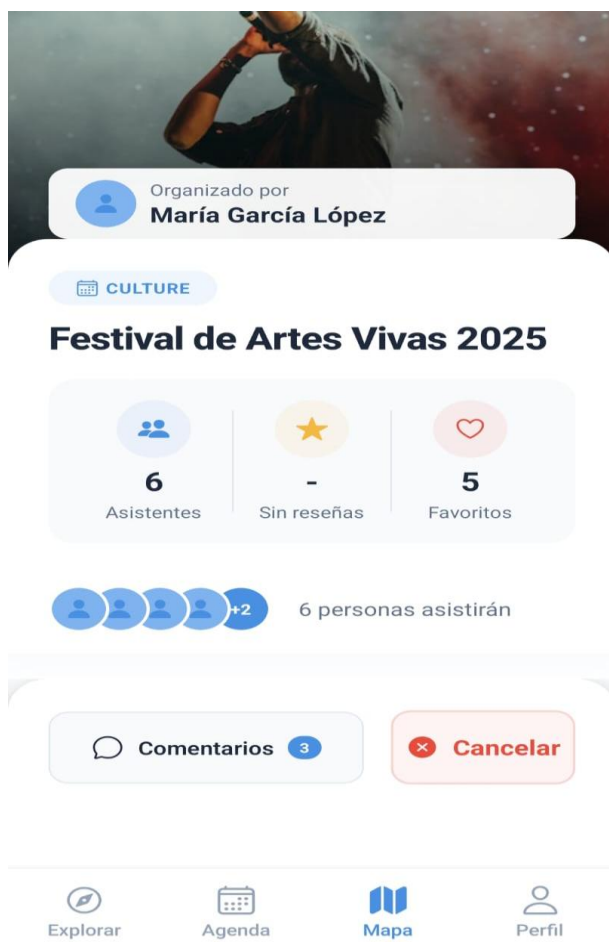 Organizado por
María García López
CULTURE
Festival de Artes Vivas 2025
6
Asistentes
-
Sin reseñas
5
Favoritos
+2
6 personas asistirán
Comentarios 3
Cancelar
Explorar
Agenda
Mapa
Perfil